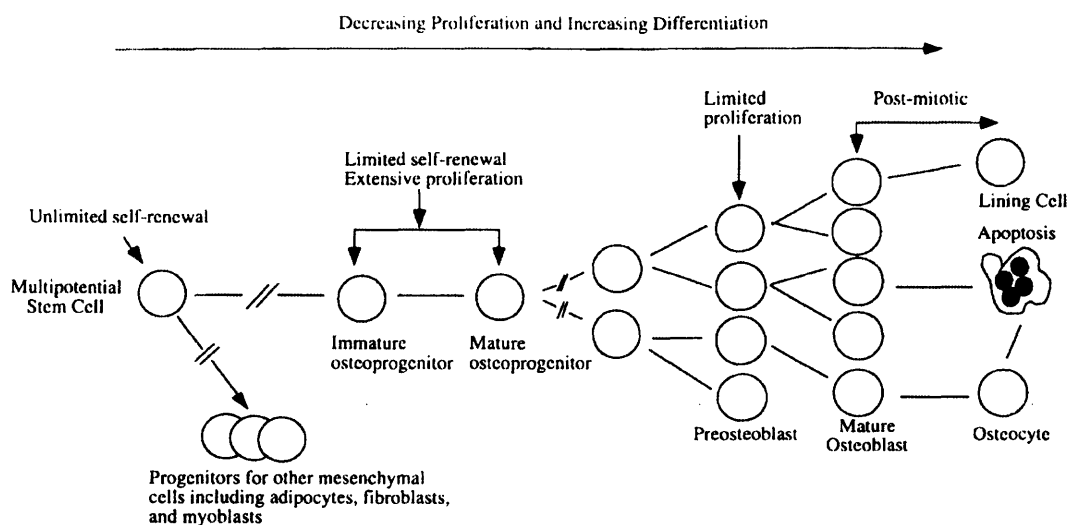 Decreasing Proliferation and Increasing Differentiation
Limited
proliferation
Post-mitotic
Limited self-renewal
Extensive proliferation
Unlimited self-renewal
Lining Cell
Apoptosis
Multipotential
Stem Cell
Immature
osteoprogenitor
Mature
osteoprogenitor
Preosteoblast
Mature
Osteoblast
Osteocyte
Progenitors for other mesenchymal
cells including adipocytes, fibroblasts,
and myoblasts